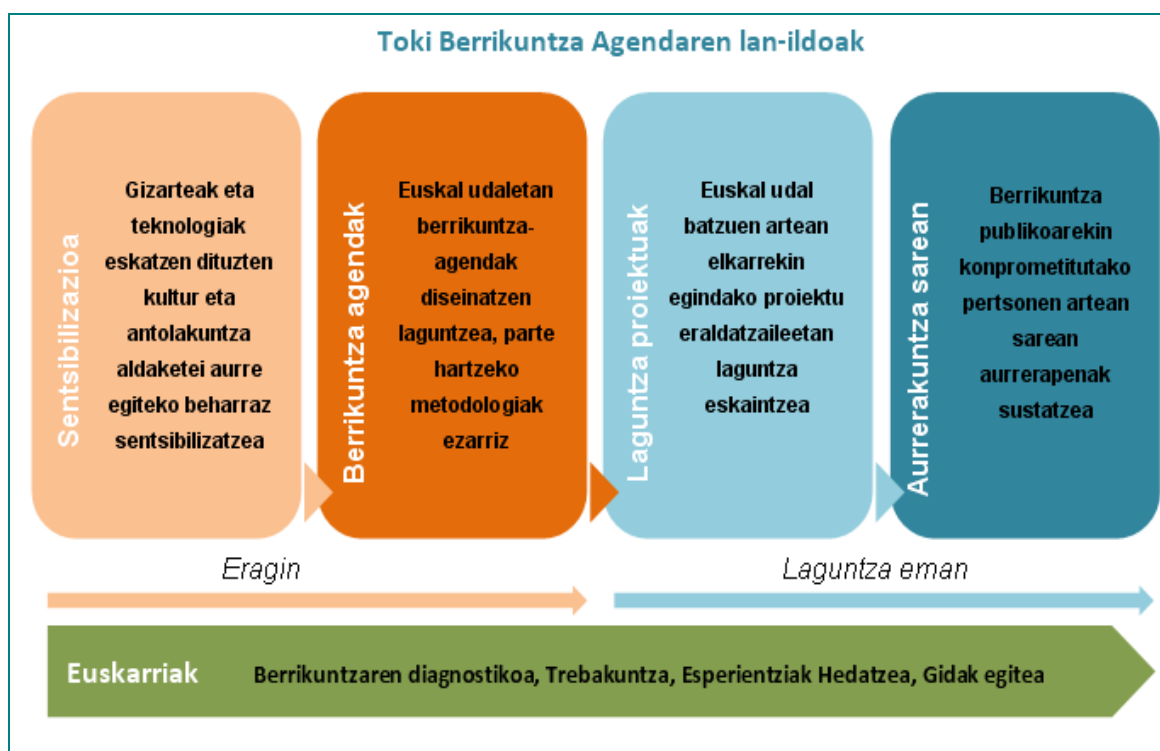 Toki Berrikuntza Agendaren lan-ildoak
Sentsibilizazioa
Gizarteak eta
teknologiak
eskatzen dituzten
kultur eta
antolakuntza
aldaketei aurre
egiteko beharraz
sentsibilizatzea
Berrikuntza agendak
Euskal udaletan
berrikuntza-
agendak
diseinatzen
laguntzea, parte
hartzeko
metodologiak
ezarriz
Laguntza proiektuak
Euskal udal
batzuen artean
elkarrekin
egindako proiektu
eraldatzaileetan
laguntza
eskaintzea
Aurrerakuntza sarean
Berrikuntza
publikoarekin
konprometitutako
pertsonen artean
sarean
aurrerapenak
sustatzea
Eragin
Laguntza eman
Euskarriak
Berrikuntzaren diagnostikoa, Trebakuntza, Esperientziak Hedatzea, Gidak egitea